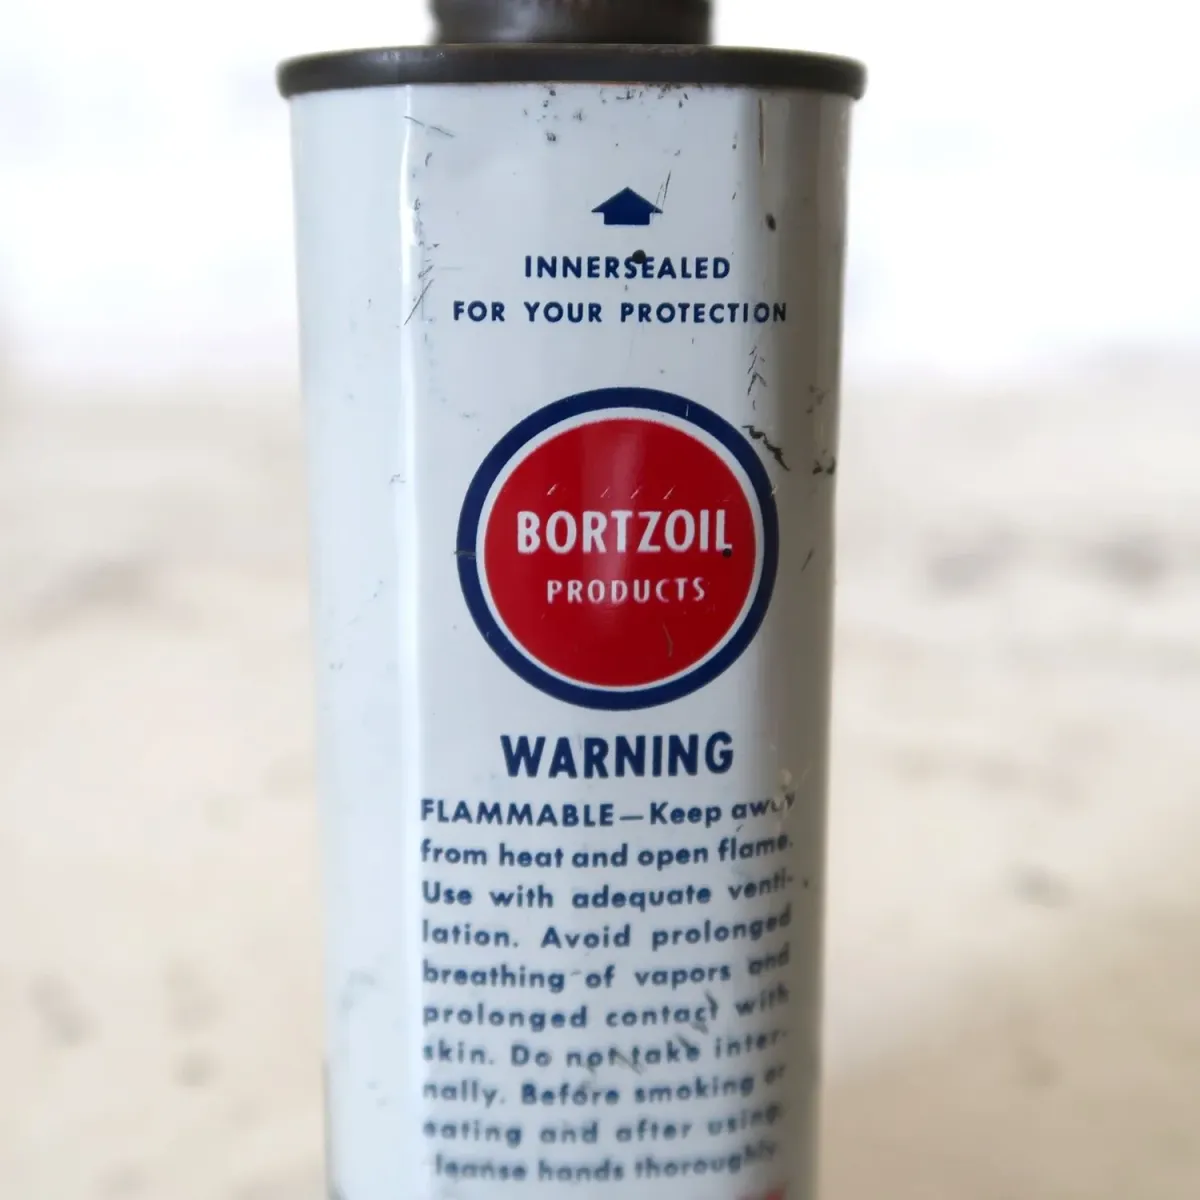 INNERSEALED
FOR YOUR PROTECTION
BORTZOIL
PRODUCTS
WARNING
FLAMMABLE—Keep away
from heat and open flame.
Use with adequate venti-
lation. Avoid prolonged
breathing of vapors and
prolonged contact with
skin. Do not take inter-
nally. Before smoking or
eating and after using,
cleanse hands thoroughly.